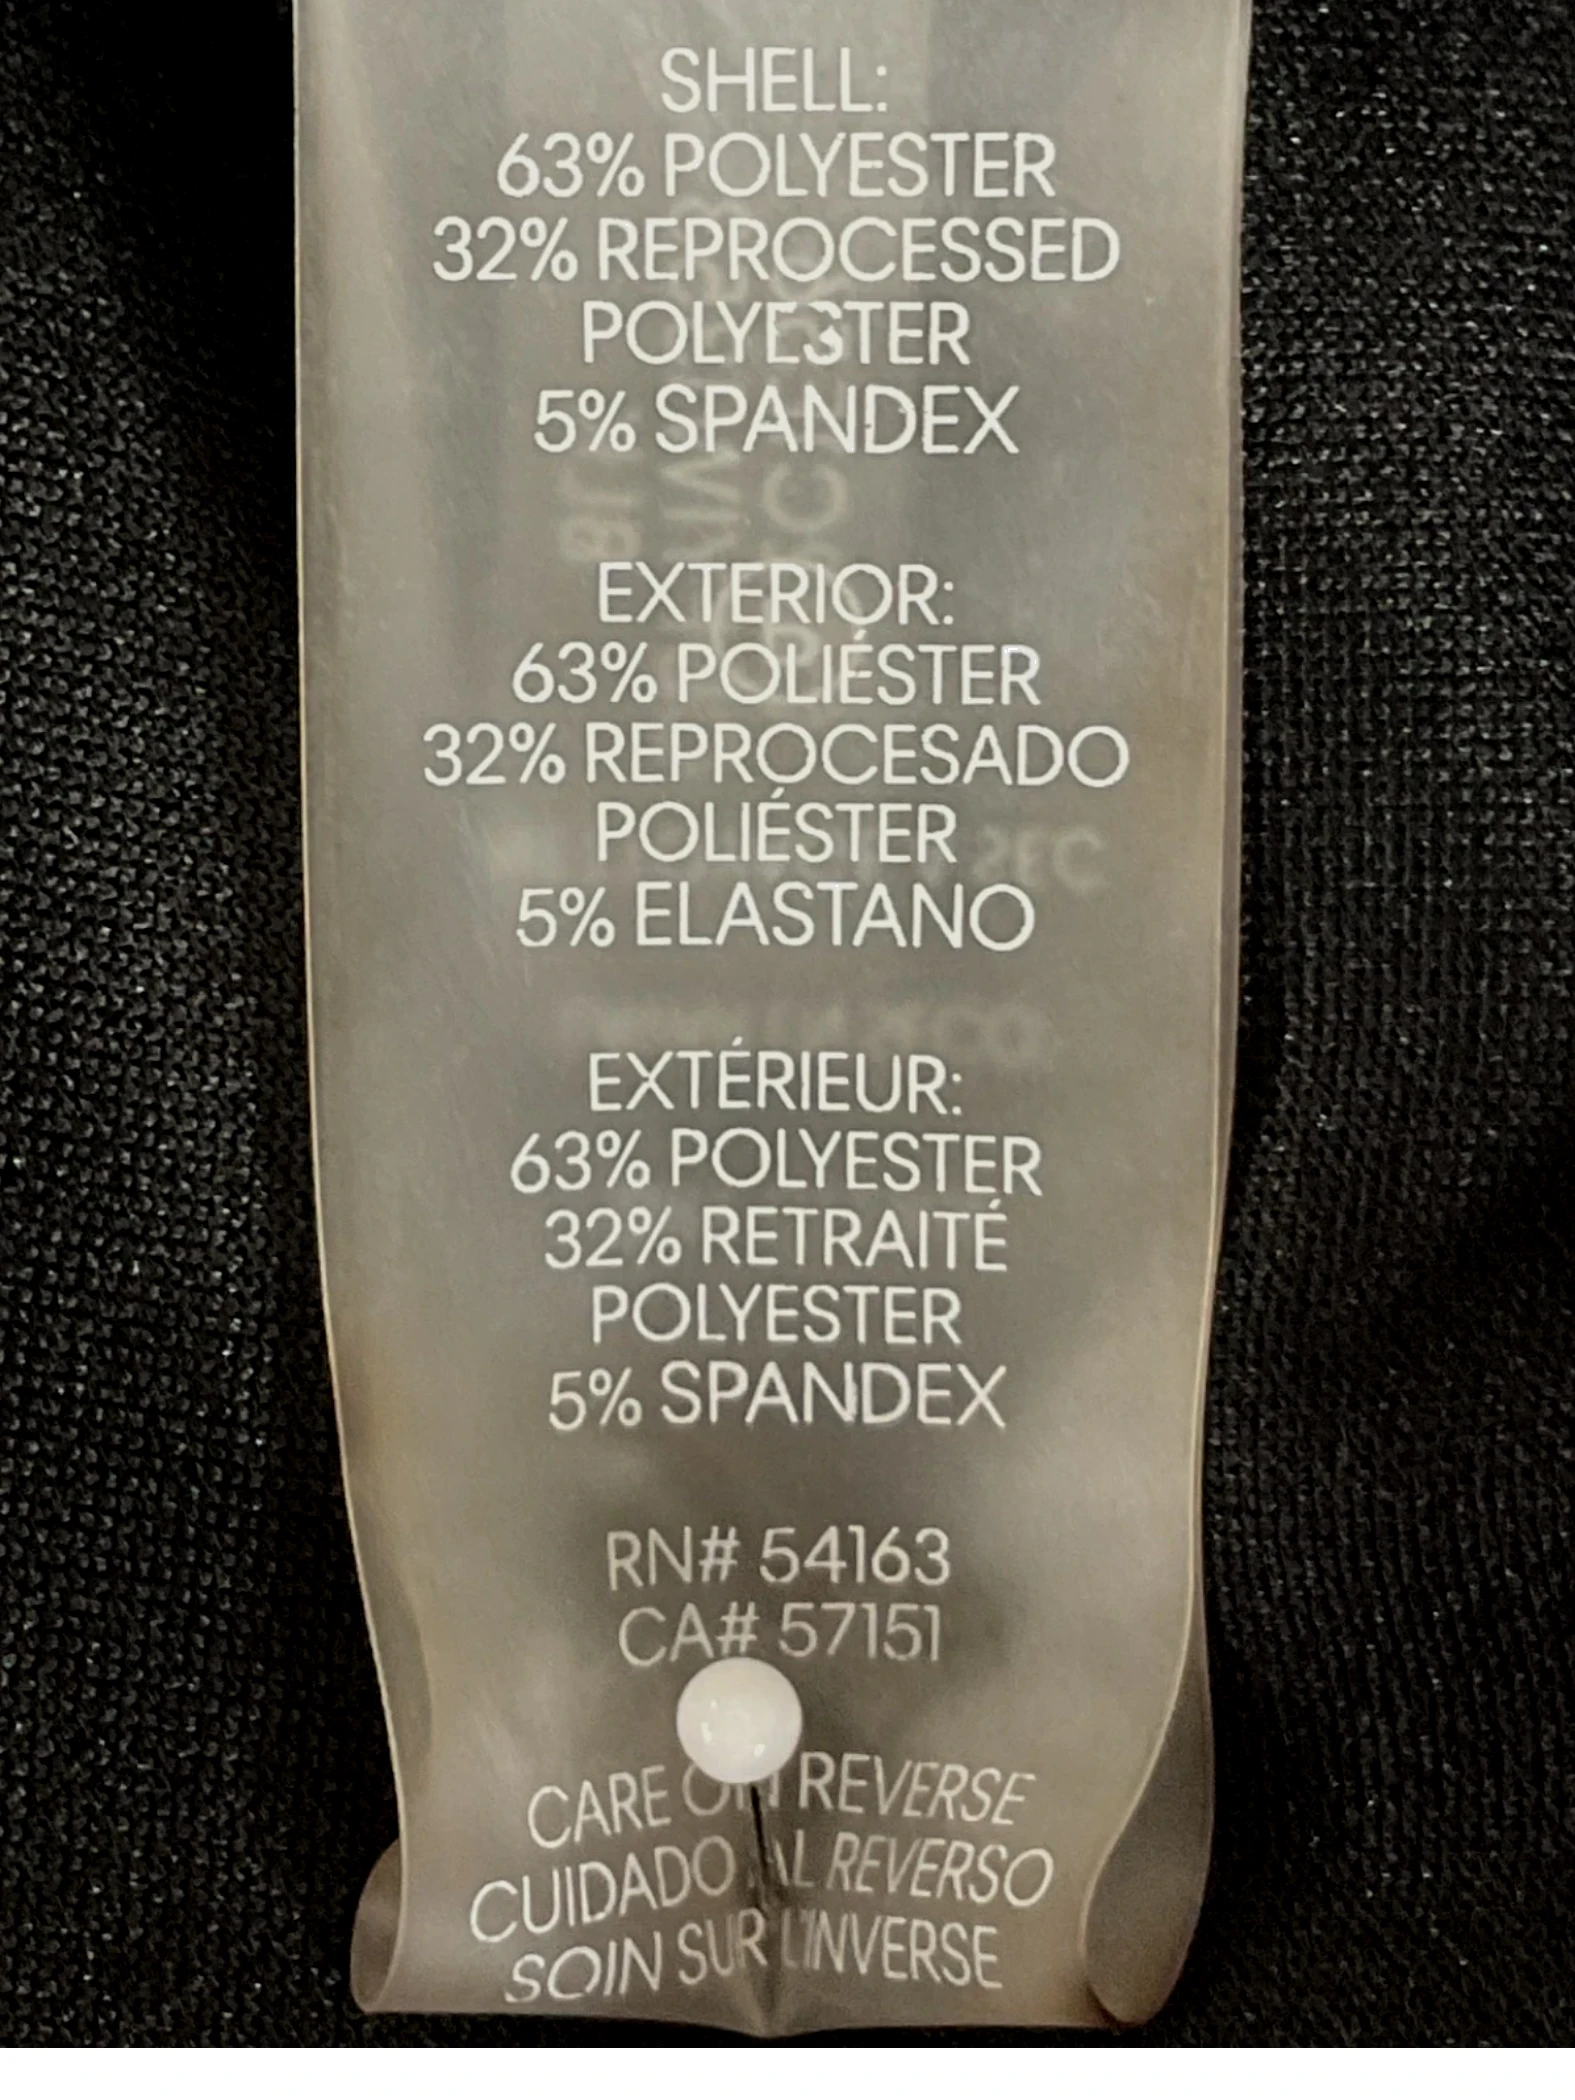 SHELL:
63% POLYESTER
32% REPROCESSED
POLYESTER
5% SPANDEX
EXTERIOR:
63% POLIÉSTER
32% REPROCESADO
POLIÉSTER
5% ELASTANO
EXTÉRIEUR:
63% POLYESTER
32% RETRAITÉ
POLYESTER
5% SPANDEX
RN# 54163
CA# 57151
CARE ON REVERSE
CUIDADO AL REVERSO
SOIN SUR L'INVERSE